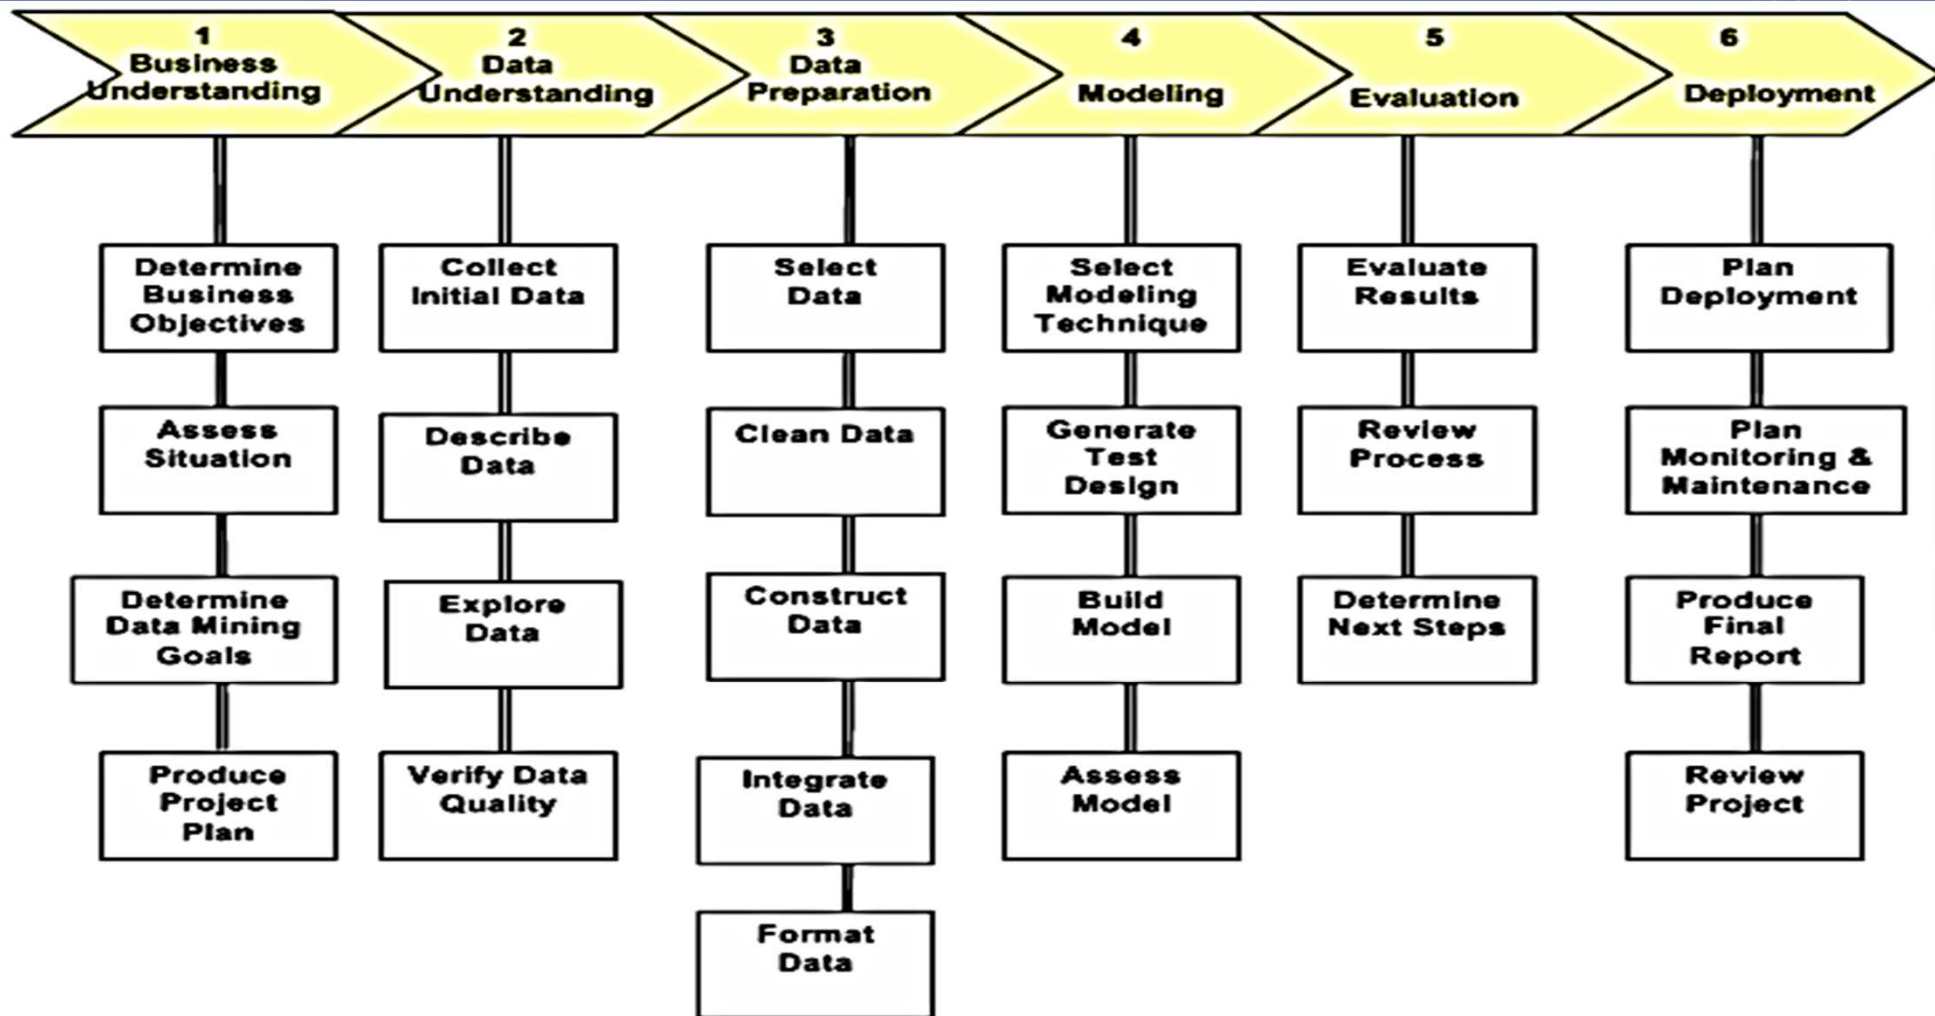 1
Business
Understanding
2
Data
Understanding
3
Data
Preparation
4
Modeling
5
Evaluation
6
Deployment
Determine
Business
Objectives
Assess
Situation
Determine
Data Mining
Goals
Produce
Project
Plan
Collect
Initial Data
Describe
Data
Explore
Data
Verify Data
Quality
Select
Data
Clean Data
Construct
Data
Integrate
Data
Format
Data
Select
Modeling
Technique
Generate
Test
Design
Build
Model
Assess
Model
Evaluate
Results
Review
Process
Determine
Next Steps
Plan
Deployment
Plan
Monitoring &
Maintenance
Produce
Final
Report
Review
Project